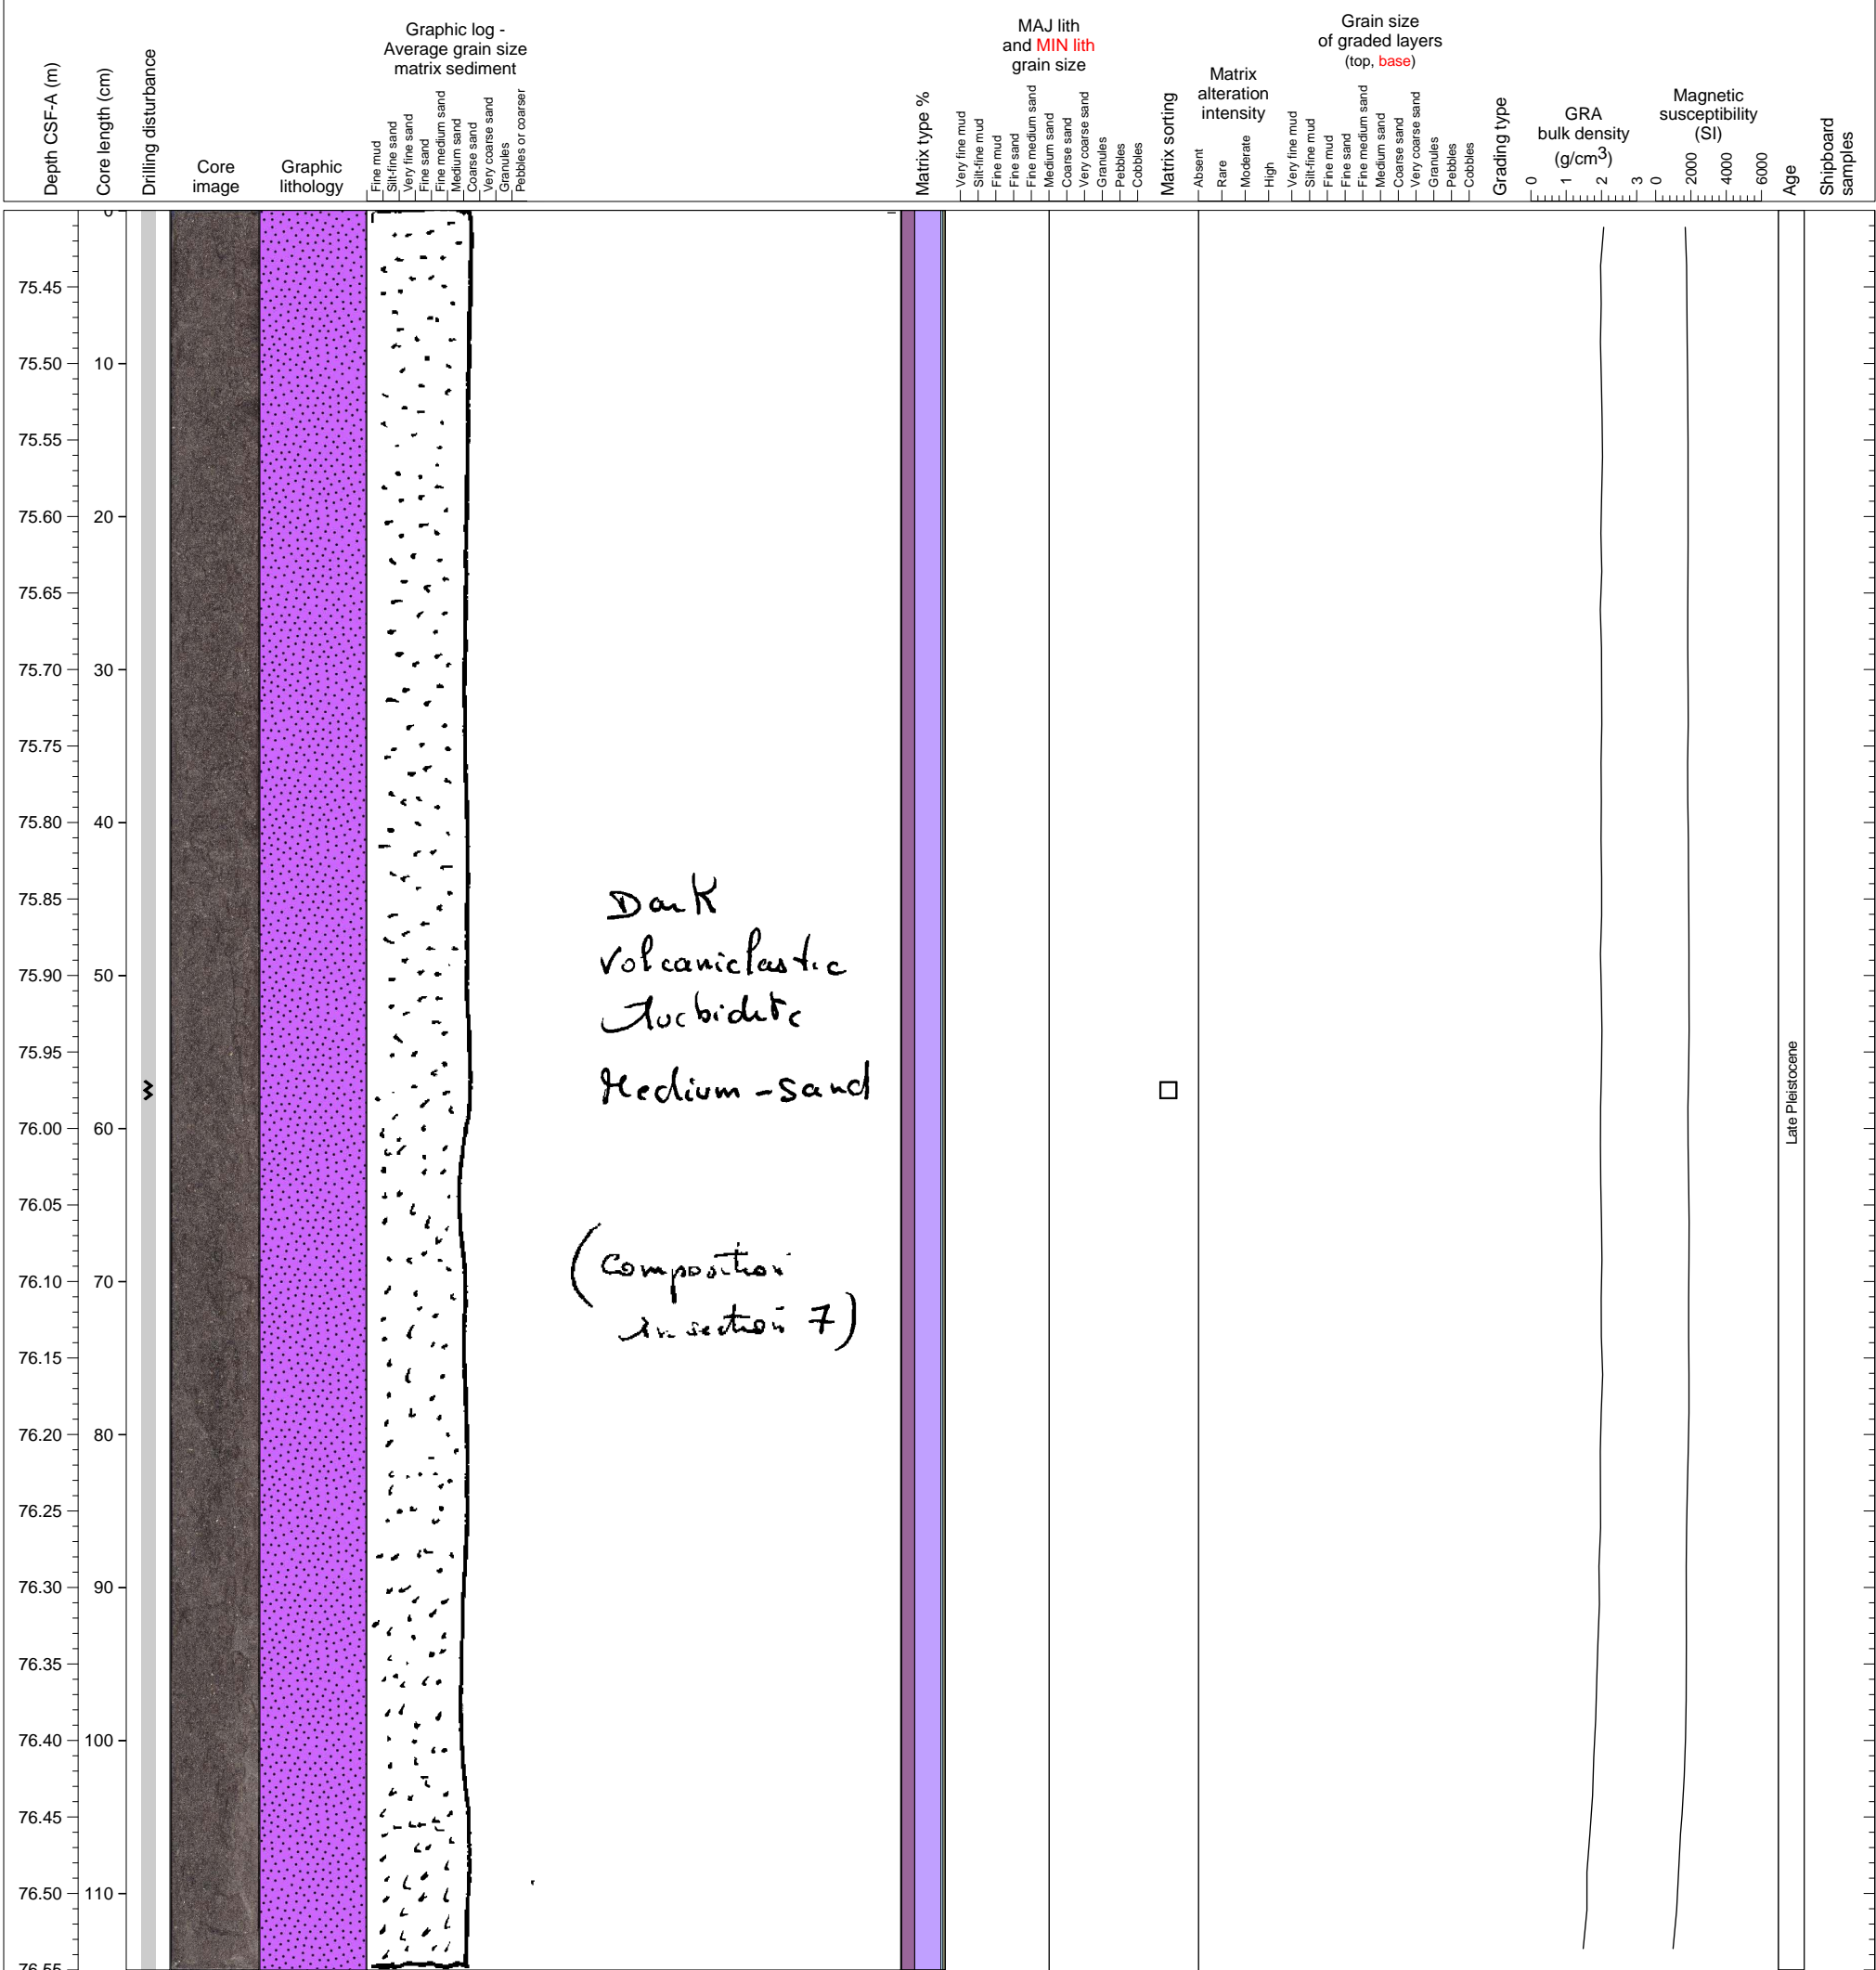 Graphic log -
Average grain size
matrix sediment
MAJ lith
and MIN lith
grain size
Grain size
of graded layers
(top, base)
Matrix
alteration
intensity
GRA
bulk density
(g/cm3)
Magnetic
susceptibility
(SI)
Depth CSF-A (m)
Core length (cm)
Drilling disturbance
Core
image
Graphic
lithology
Fine mud
Silt-fine sand
Very fine sand
Fine sand
Fine medium sand
Medium sand
Coarse sand
Very coarse sand
Granules
Pebbles or coarser
Matrix type %
Very fine mud
Silt-fine mud
Fine mud
Fine sand
Fine medium sand
Medium sand
Coarse sand
Very coarse sand
Granules
Pebbles
Cobbles
Matrix sorting
Absent
Rare
Moderate
High
Very fine mud
Silt-fine mud
Fine mud
Fine sand
Fine medium sand
Medium sand
Coarse sand
Very coarse sand
Granules
Pebbles
Cobbles
Grading type
0 1 2 3
0 2000 4000 6000
Age
Shipboard
samples
0
75.45
75.50 10
75.55
75.60 20
75.65
75.70 30
75.75
75.80 40
75.85
75.90 50
75.95
76.00 60
76.05
76.10 70
76.15
76.20 80
76.25
76.30 90
76.35
76.40 100
76.45
76.50 110
76.55
Dark
Volcaniclastic
Turbidite
Medium-sand
(Composition
in section 7)
Late Pleistocene